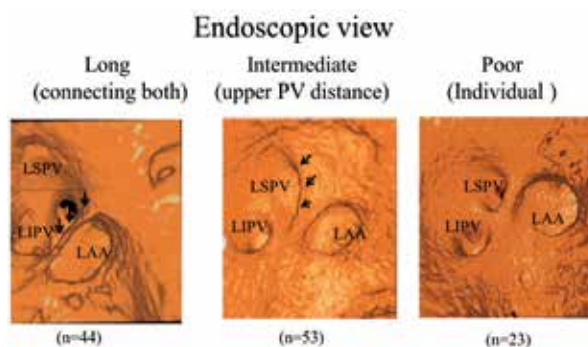 Endoscopic view
Long
(connecting both)
Intermediate
(upper PV distance)
Poor
(Individual )
LSPV
LIPV
LAA
LSPV
LIPV
LAA
LSPV
LIPV
LAA
(n=44)
(n=53)
(n=23)